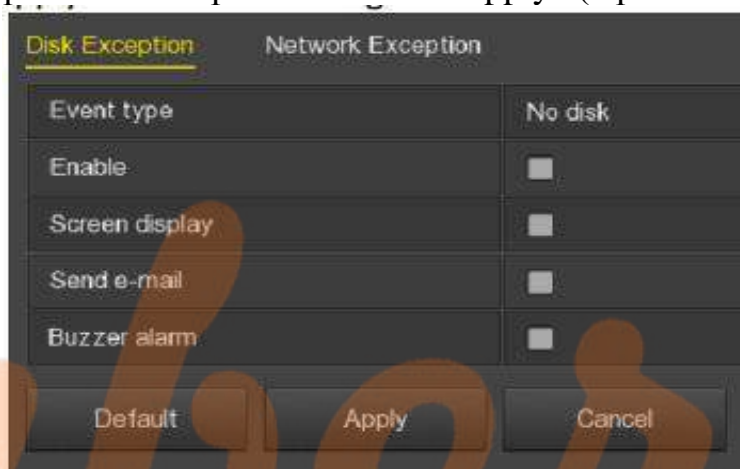 Disk Exception Network Exception
Event type No disk
Enable
Screen display
Send e-mail
Buzzer alarm
Default Apply Cancel